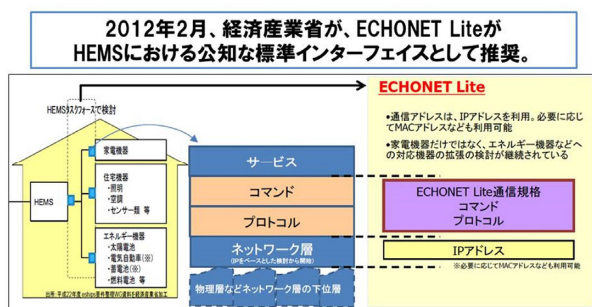 2012年2月、経済産業省が、ECHONET Liteが
HEMSにおける公知な標準インターフェイスとして推奨。
HEMSタスクフォースで検討
HEMS
家電機器
住宅機器
・照明
・空調
・センサー類 等
エネルギー機器
・太陽電池
・電気自動車(※)
・蓄電池(※)
・燃料電池 等
サービス
コマンド
プロトコル
ネットワーク層
(IPをベースとした検討から開始)
物理層などネットワーク層の下位層
ECHONET Lite
•通信アドレスは、IPアドレスを利用。必要に応じ
てMACアドレスなども利用可能
•家電機器だけではなく、エネルギー機器などへ
の対応機器の拡張の検討が継続されている
ECHONET Lite通信規格
コマンド
プロトコル
IPアドレス
※必要に応じてMACアドレスなども利用可能